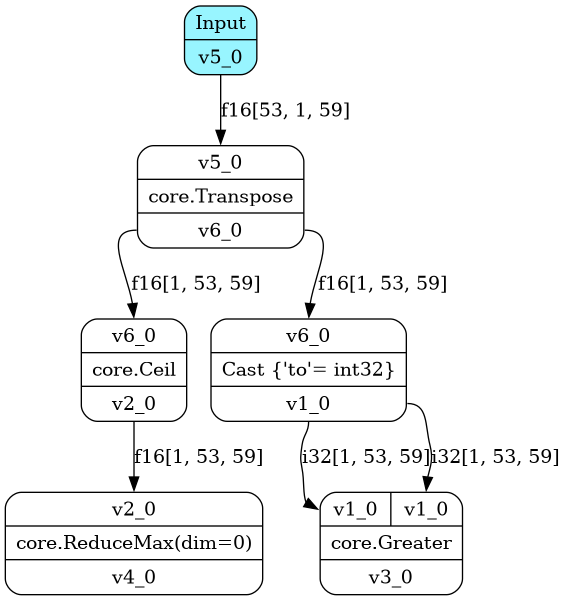 Input
v5_0
f16[53, 1, 59]
v5_0
core.Transpose
v6_0
f16[1, 53, 59]
f16[1, 53, 59]
v6_0
core.Ceil
v2_0
v6_0
Cast {'to'= int32}
v1_0
f16[1, 53, 59]
i32[1, 53, 59]
i32[1, 53, 59]
v2_0
core.ReduceMax(dim=0)
v4_0
v1_0
v1_0
core.Greater
v3_0